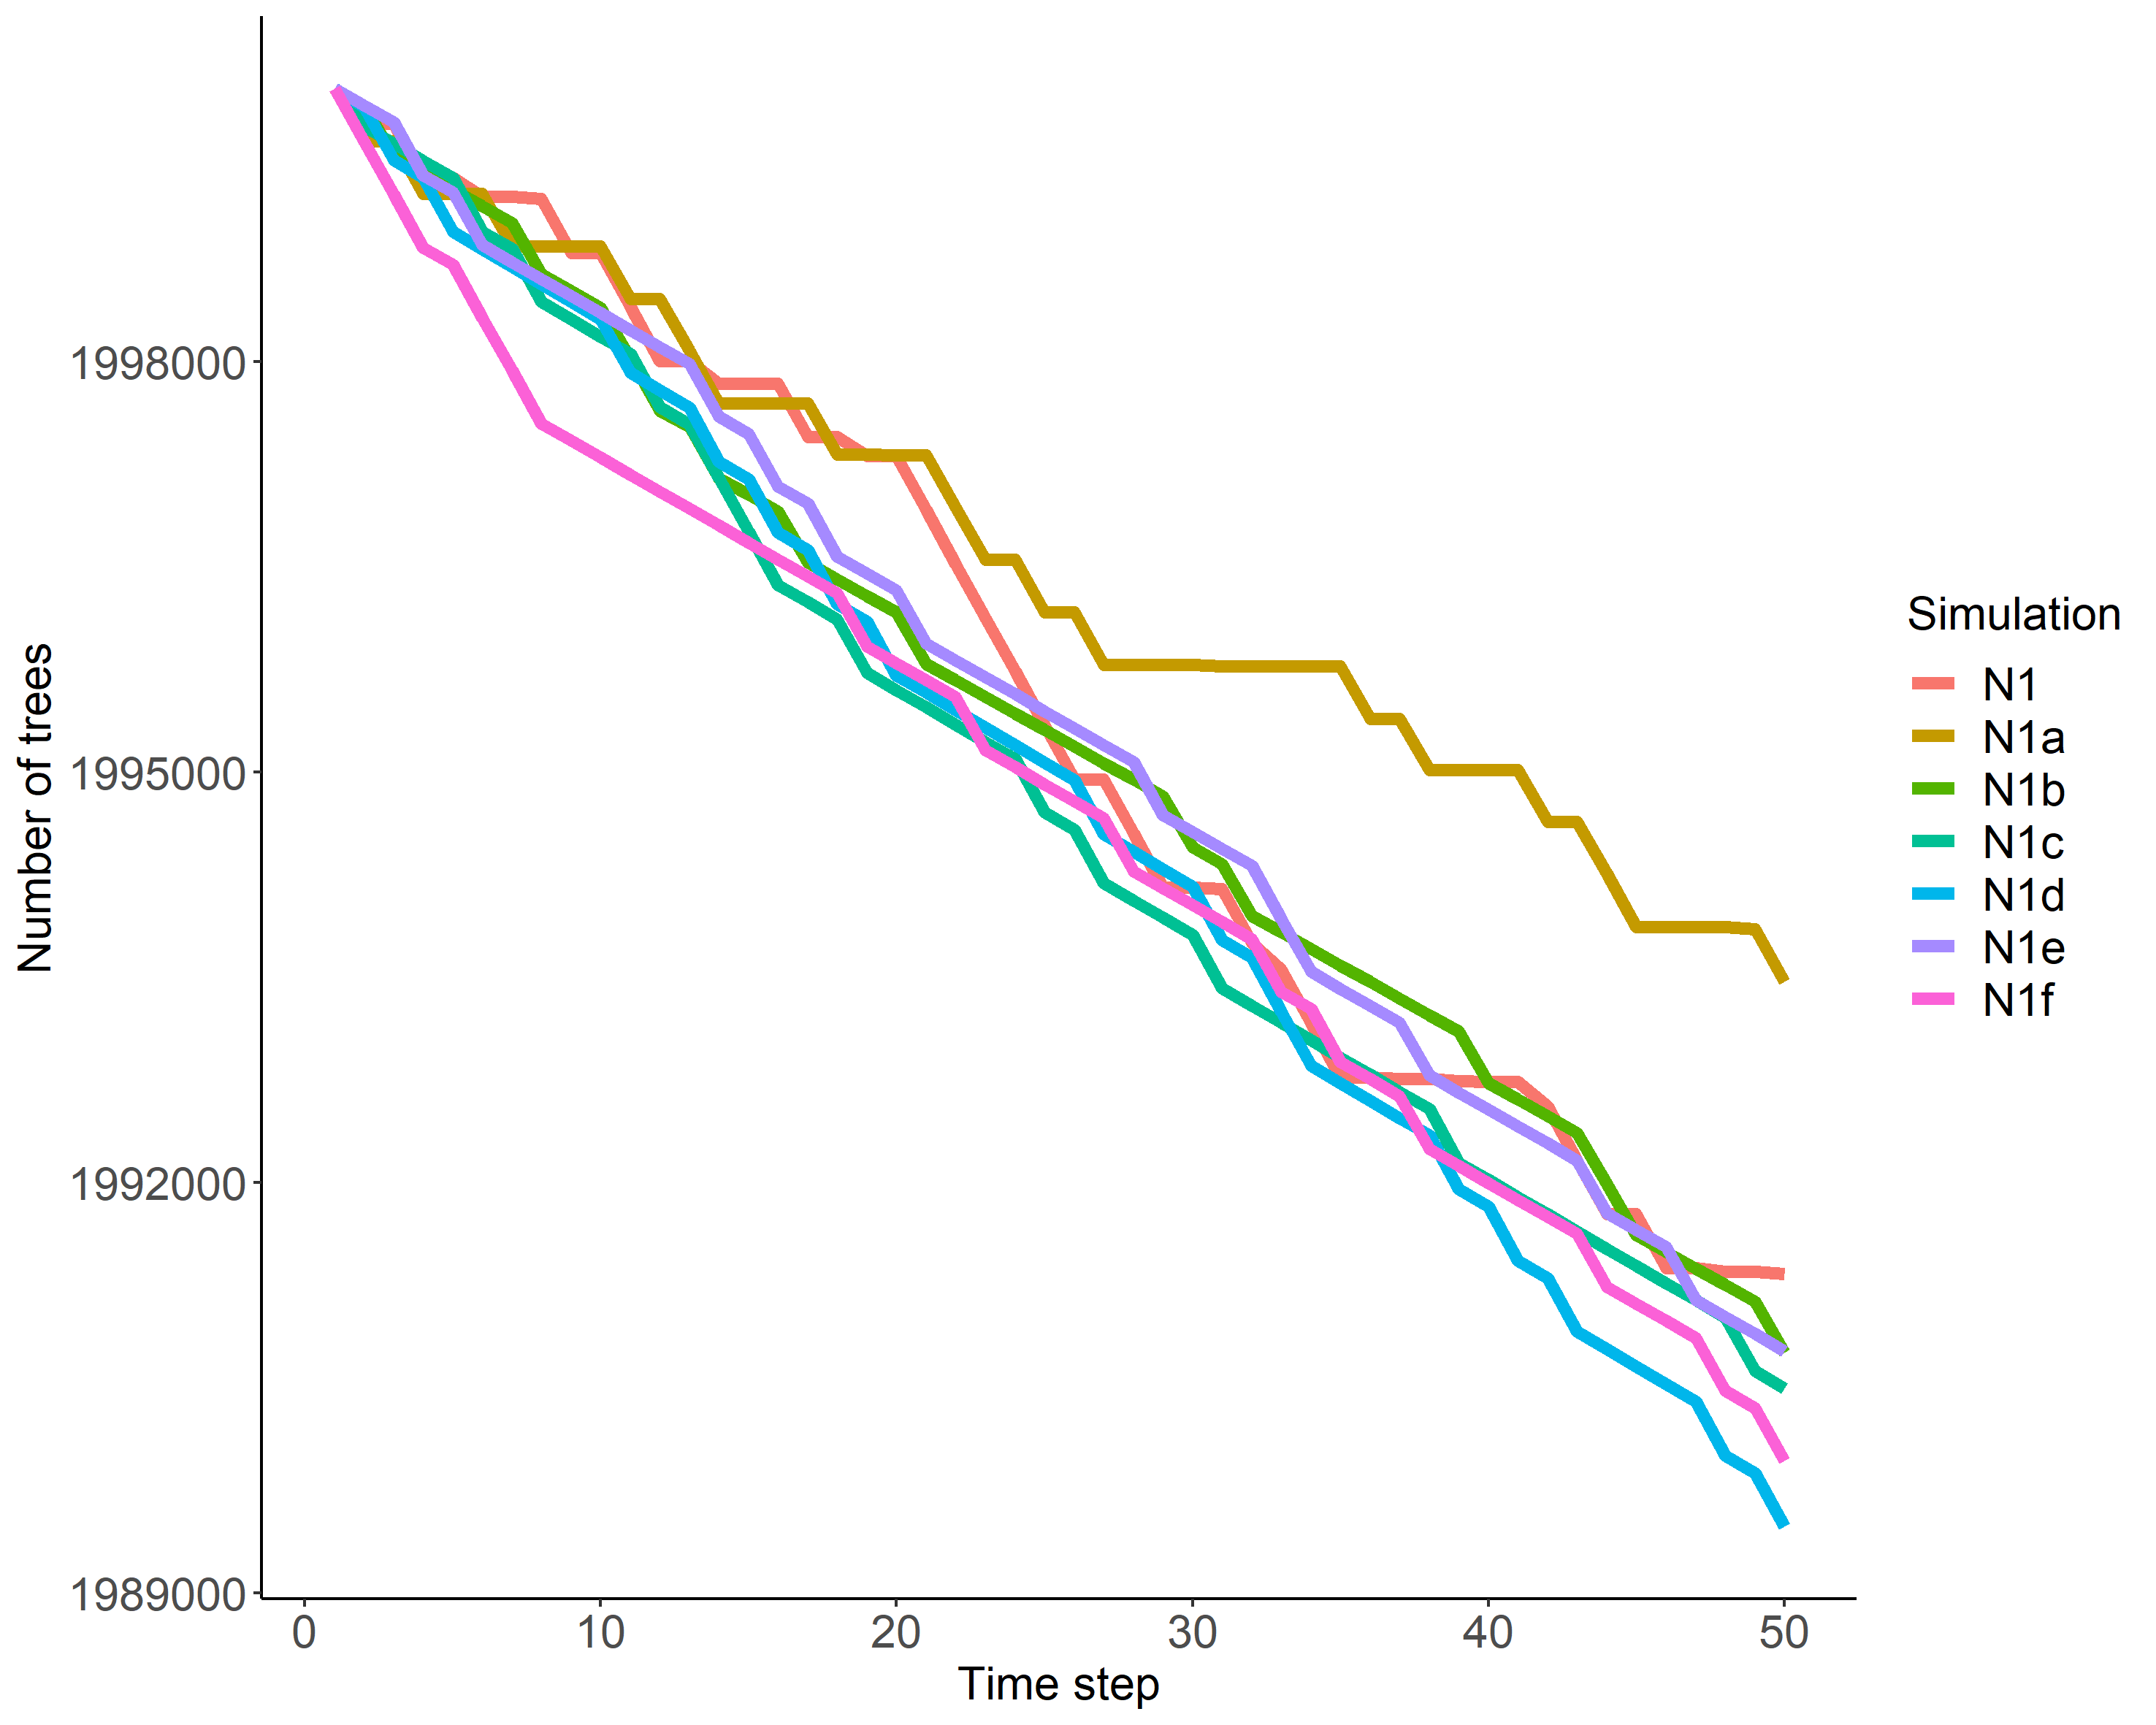 Number of trees
1998000
1995000
1992000
1989000
0 10 20 30 40 50
Time step
Simulation
N1
N1a
N1b
N1c
N1d
N1e
N1f